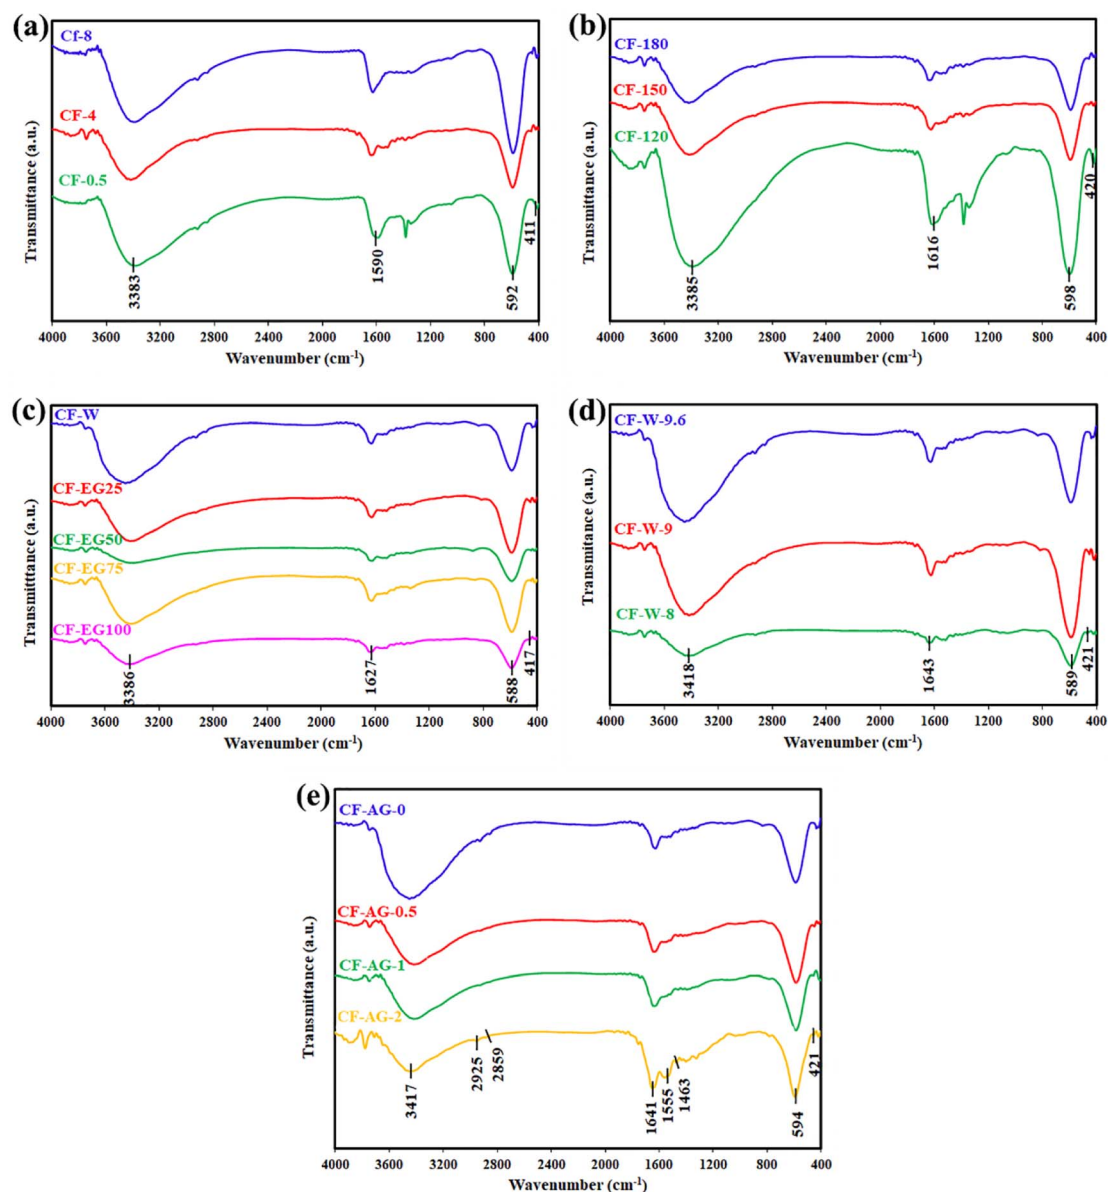 (a)
Cf-8
CF-4
CF-0.5
3383
1590
592
411
Transmittance (a.u.)
4000 3600 3200 2800 2400 2000 1600 1200 800 400
Wavenumber (cm-1)
(b)
CF-180
CF-150
CF-120
3385
1616
598
420
Transmittance (a.u.)
4000 3600 3200 2800 2400 2000 1600 1200 800 400
Wavenumber (cm-1)
(c)
CF-W
CF-EG25
CF-EG50
CF-EG75
CF-EG100
3386
1627
588
417
Transmitttance (a.u.)
4000 3600 3200 2800 2400 2000 1600 1200 800 400
Wavenumber (cm-1)
(d)
CF-W-9.6
CF-W-9
CF-W-8
3418
1643
589
421
Transmittance (a.u.)
4000 3600 3200 2800 2400 2000 1600 1200 800 400
Wavenumber (cm-1)
(e)
CF-AG-0
CF-AG-0.5
CF-AG-1
CF-AG-2
3417
2925
2859
1641
1555
1463
594
421
Transmittance (a.u.)
4000 3600 3200 2800 2400 2000 1600 1200 800 400
Wavenumber (cm-1)